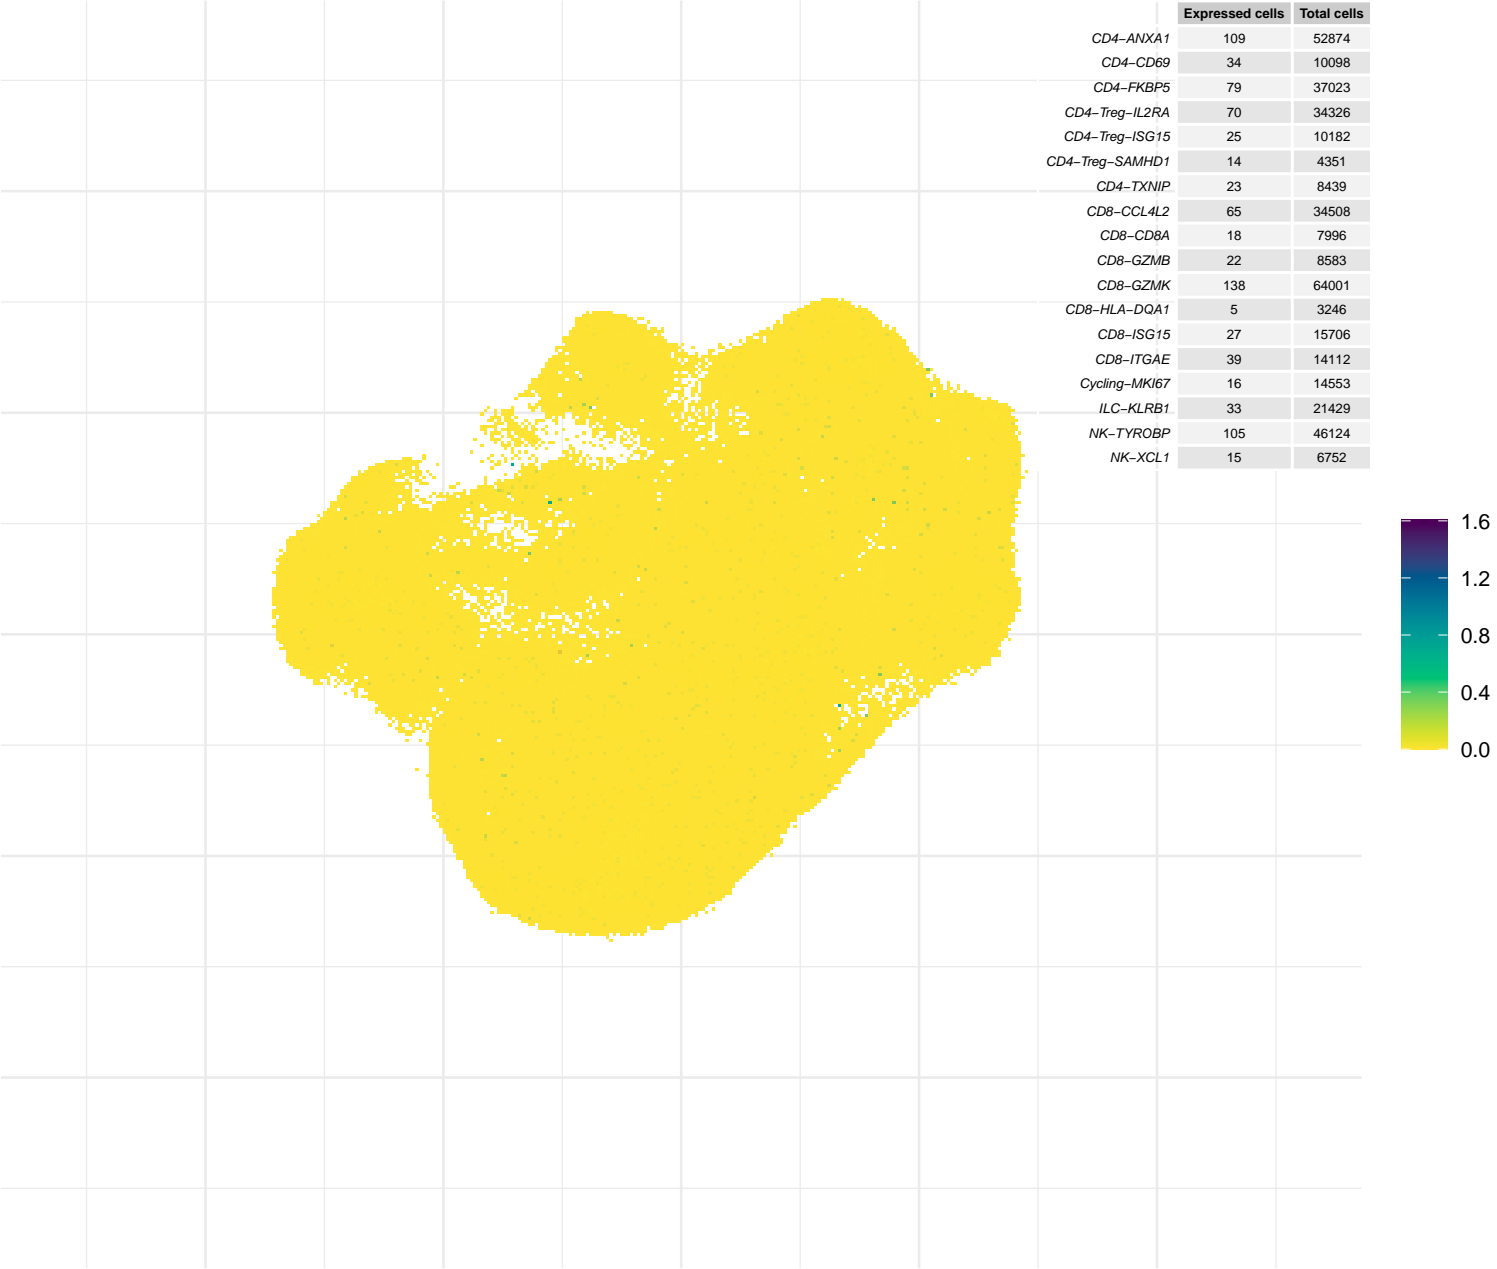 Expressed cells Total cells
CD4−ANXA1 109 52874
CD4−CD69 34 10098
CD4−FKBP5 79 37023
CD4−Treg−IL2RA 70 34326
CD4−Treg−ISG15 25 10182
CD4−Treg−SAMHD1 14 4351
CD4−TXNIP 23 8439
CD8−CCL4L2 65 34508
CD8−CD8A 18 7996
CD8−GZMB 22 8583
CD8−GZMK 138 64001
CD8−HLA−DQA1 5 3246
CD8−ISG15 27 15706
CD8−ITGAE 39 14112
Cycling−MKI67 16 14553
ILC−KLRB1 33 21429
NK−TYROBP 105 46124
NK−XCL1 15 6752
1.6
1.2
0.8
0.4
0.0